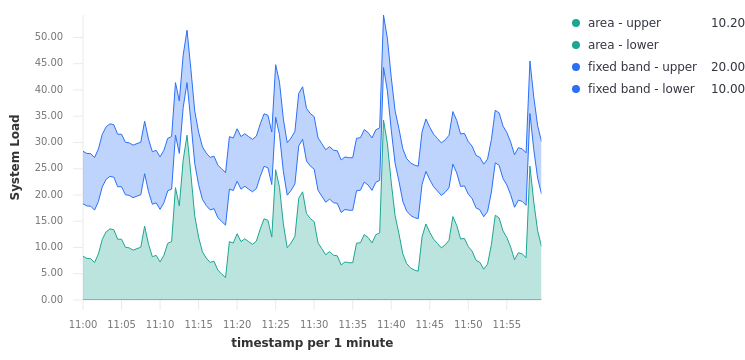 area - upper 10.20
area - lower
fixed band - upper 20.00
fixed band - lower 10.00
System Load
50.00
45.00
40.00
35.00
30.00
25.00
20.00
15.00
10.00
5.00
0.00
11:00 11:05 11:10 11:15 11:20 11:25 11:30 11:35 11:40 11:45 11:50 11:55
timestamp per 1 minute